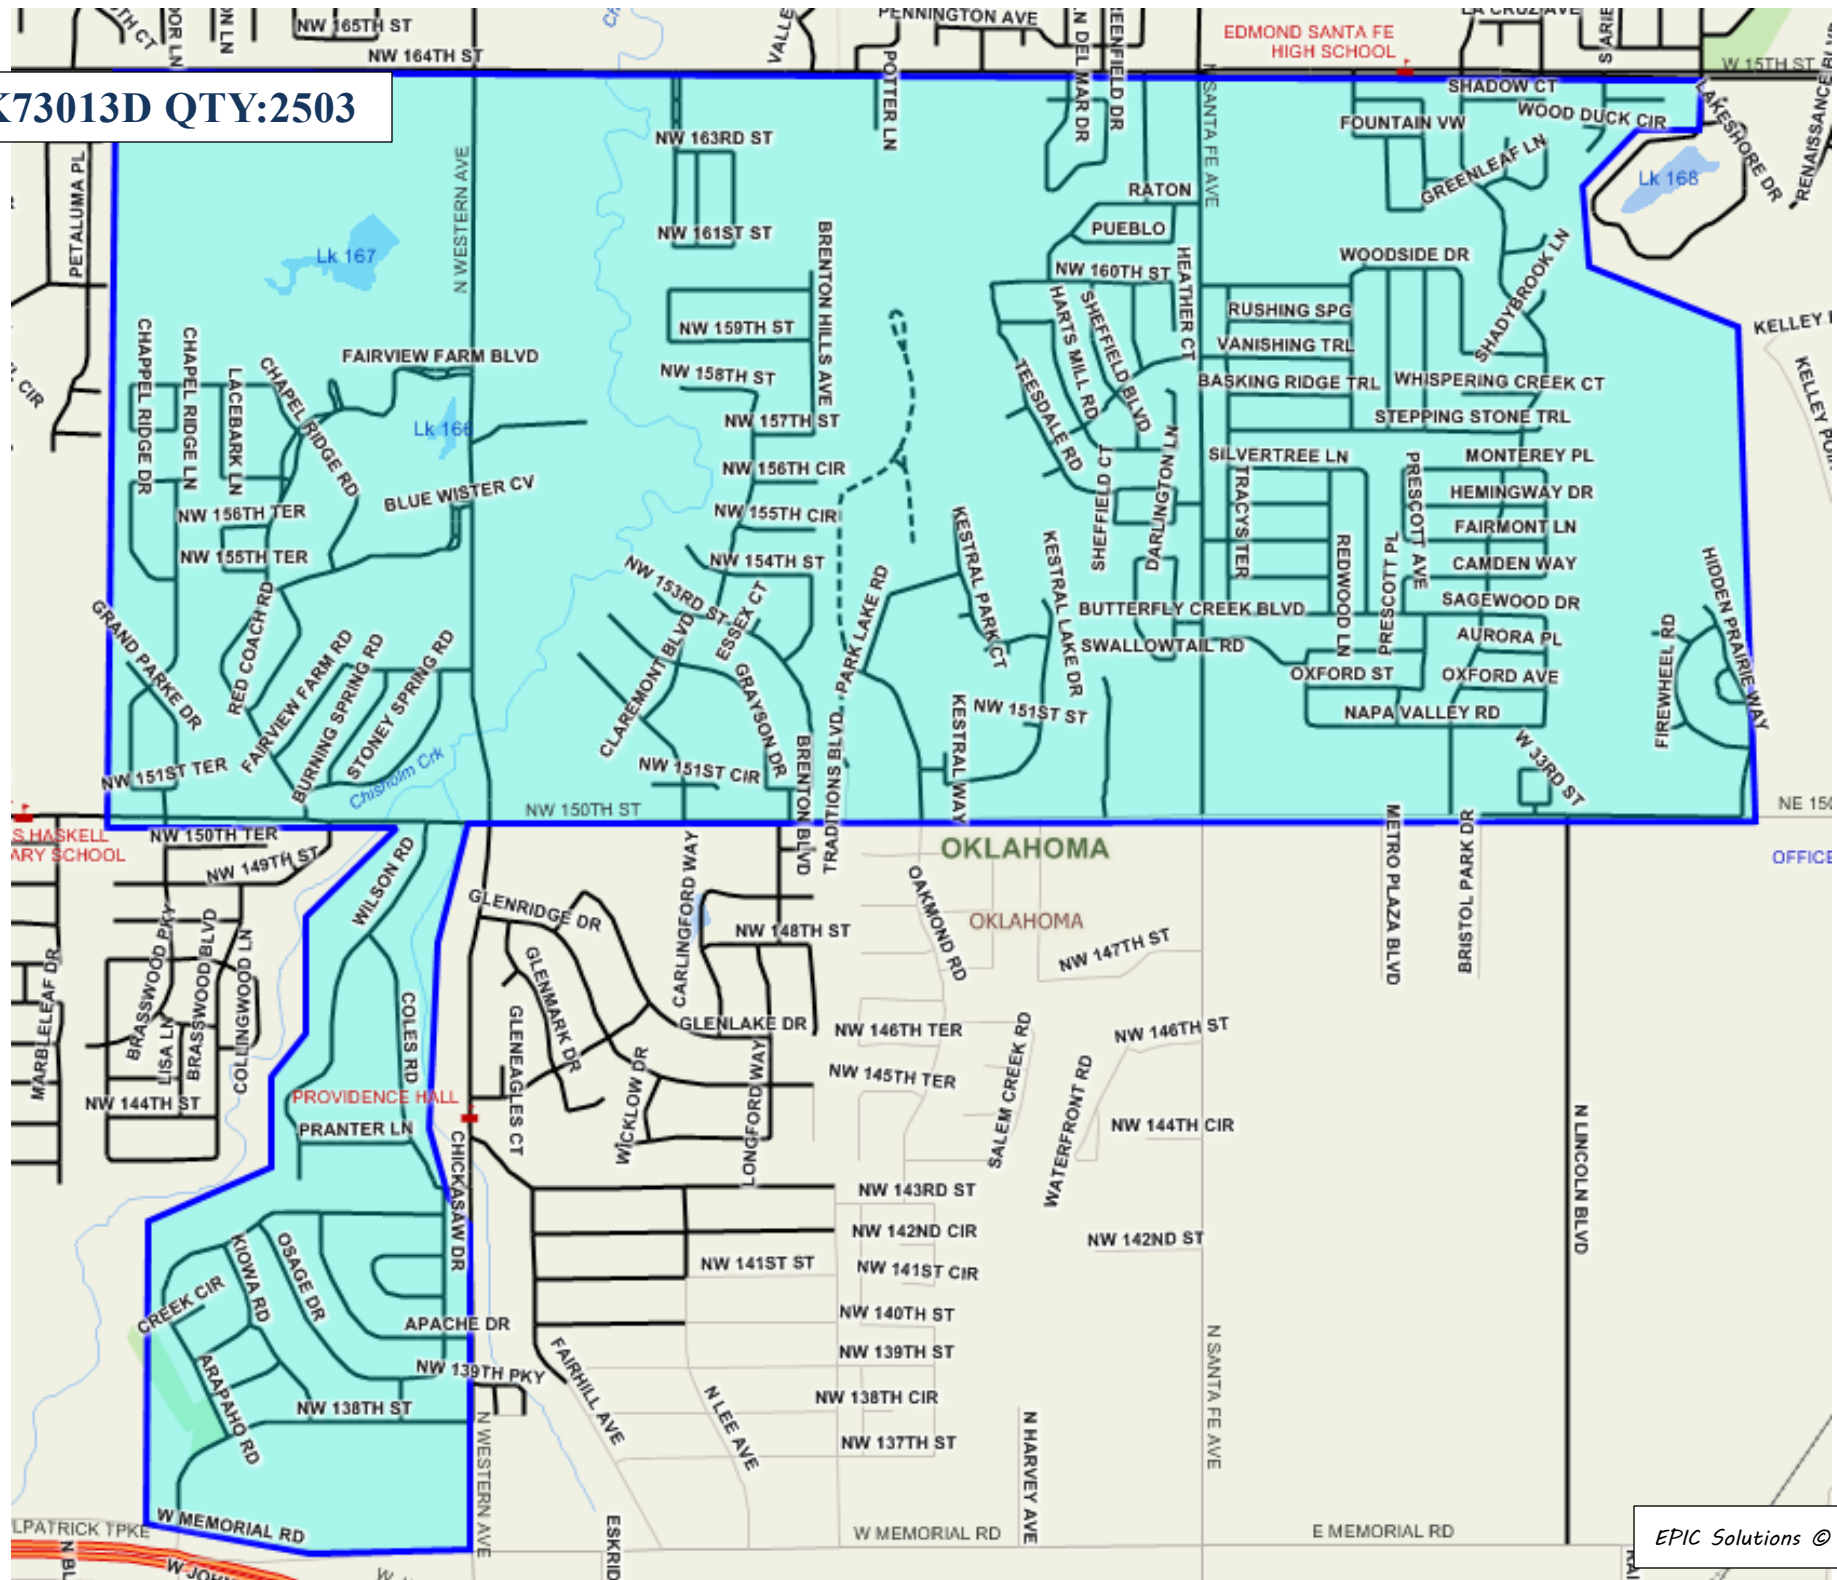 NW 165TH ST
NW 164TH ST
PENNINGTON AVE
EDMOND SANTA FE
HIGH SCHOOL
W 15TH ST
K73013D QTY:2503
POTTER LN
N DEL MAR DR
SHADOW CT
WOOD DUCK CIR
FOUNTAIN VW
LAKESHORE DR
PETALUMA PL
N WESTERN AVE
NW 163RD ST
N SANTA FE AVE
GREENLEAF LN
Lk 168
RATON
PUEBLO
NW 161ST ST
Lk 167
BRENTON HILLS AVE
HEATHER CT
WOODSIDE DR
SHADYBROOK LN
NW 160TH ST
HARTS MILL RD
SHEFFIELD BLVD
RUSHING SPG
NW 159TH ST
VANISHING TRL
CHAPPEL RIDGE DR
CHAPEL RIDGE LN
LACEBARK LN
CHAPEL RIDGE RD
FAIRVIEW FARM BLVD
NW 158TH ST
TEESDALE RD
BASKING RIDGE TRL
WHISPERING CREEK CT
STEPPING STONE TRL
NW 157TH ST
Lk 166
SILVERTREE LN
MONTEREY PL
NW 156TH CIR
BLUE WISTER CV
SHEFFIELD CT
DARLINGTON LN
TRACYS TER
PRESCOTT AVE
HEMINGWAY DR
NW 156TH TER
NW 155TH CIR
FAIRMONT LN
NW 155TH TER
NW 154TH ST
KESTRAL PARK CT
KESTRAL LAKE DR
REDWOOD LN
PRESCOTT PL
CAMDEN WAY
NW 153RD ST
ESSEX CT
PARK LAKE RD
BUTTERFLY CREEK BLVD
SAGEWOOD DR
HIDDEN PRAIRIE WAY
GRAND PARKE DR
RED COACH RD
FAIRVIEW FARM RD
BURNING SPRING RD
STONEY SPRING RD
CLAREMONT BLVD
GRAYSON DR
SWALLOWTAIL RD
AURORA PL
FIREWHEEL RD
OXFORD ST
OXFORD AVE
NW 151ST ST
KESTRAL WAY
NAPA VALLEY RD
W 33RD ST
NW 151ST TER
Chisholm Crk
NW 151ST CIR
BRENTON BLVD
TRADITIONS BLVD
NW 150TH ST
NE 150
S HASKELL
ARY SCHOOL
NW 150TH TER
NW 149TH ST
WILSON RD
OKLAHOMA
METRO PLAZA BLVD
BRISTOL PARK DR
OFFICE
GLENRIDGE DR
CARLINGFORD WAY
OAKMOND RD
OKLAHOMA
NW 148TH ST
NW 147TH ST
BRASSWOOD PKY
BRASSWOOD BLVD
COLLINGWOOD LN
MARBLELEAF DR
LISA LN
COLES RD
GLENMARK DR
GLENEAGLES CT
GLENLAKE DR
NW 146TH TER
SALEM CREEK RD
NW 146TH ST
WICKLOW DR
LONGFORD WAY
NW 145TH TER
WATERFRONT RD
NW 144TH ST
PROVIDENCE HALL
PRANTER LN
CHICKASAW DR
NW 144TH CIR
N LINCOLN BLVD
NW 143RD ST
NW 142ND CIR
NW 142ND ST
KIOWA RD
OSAGE DR
NW 141ST ST
NW 141ST CIR
CREEK CIR
APACHE DR
NW 140TH ST
N SANTA FE AVE
ARAPAHO RD
NW 139TH PKY
FAIRHILL AVE
NW 139TH ST
N LEE AVE
NW 138TH CIR
NW 138TH ST
N WESTERN AVE
NW 137TH ST
N HARVEY AVE
LPATRICK TPKE
W MEMORIAL RD
W MEMORIAL RD
E MEMORIAL RD
ESKRID
N BL
W JOHN
EPIC Solutions ©